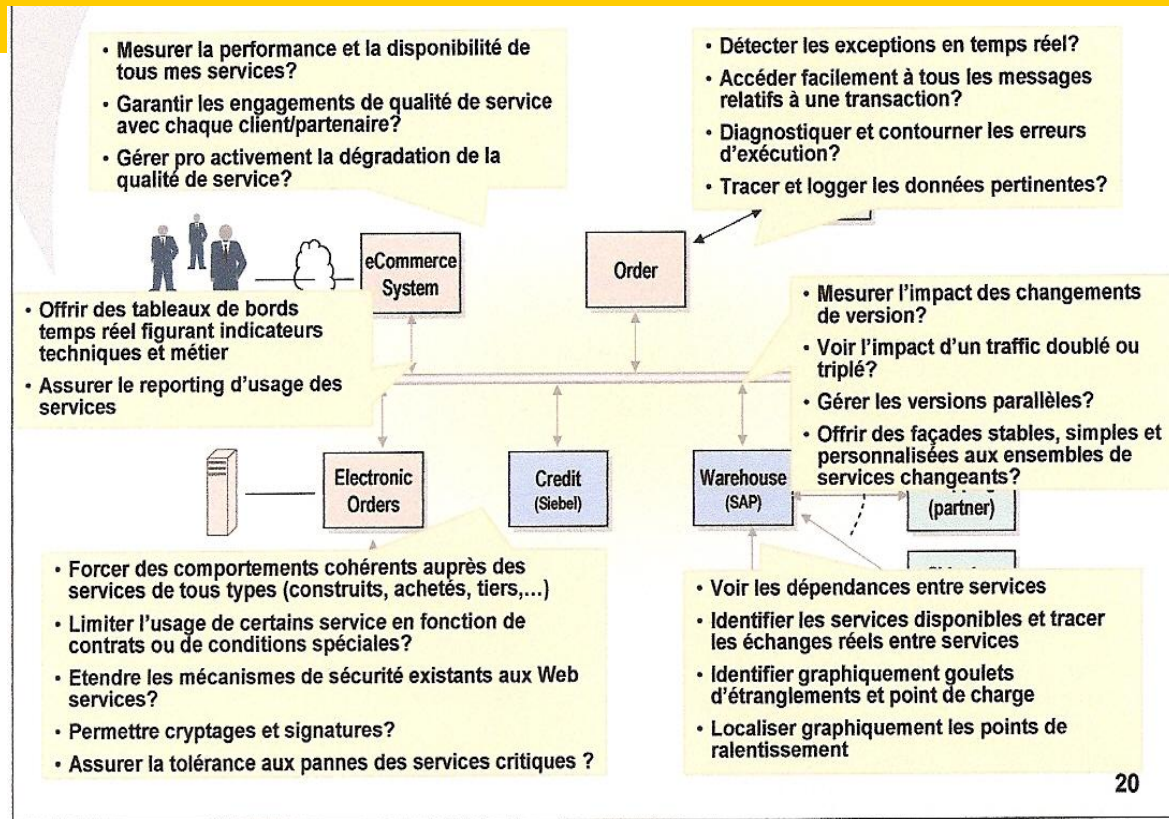 • Mesurer la performance et la disponibilité de
tous mes services?
• Garantir les engagements de qualité de service
avec chaque client/partenaire?
• Gérer pro activement la dégradation de la
qualité de service?
• Détecter les exceptions en temps réel?
• Accéder facilement à tous les messages
relatifs à une transaction?
• Diagnostiquer et contourner les erreurs
d'exécution?
• Tracer et logger les données pertinentes?
eCommerce
System
Order
• Offrir des tableaux de bords
temps réel figurant indicateurs
techniques et métier
• Assurer le reporting d'usage des
services
• Mesurer l'impact des changements
de version?
• Voir l'impact d'un traffic doublé ou
triplé?
• Gérer les versions parallèles?
• Offrir des façades stables, simples et
personnalisées aux ensembles de
services changeants?
Electronic
Orders
Credit
(Siebel)
Warehouse
(SAP)
(partner)
• Forcer des comportements cohérents auprès des
services de tous types (construits, achetés, tiers,...)
• Limiter l'usage de certains service en fonction de
contrats ou de conditions spéciales?
• Etendre les mécanismes de sécurité existants aux Web
services?
• Permettre cryptages et signatures?
• Assurer la tolérance aux pannes des services critiques ?
• Voir les dépendances entre services
• Identifier les services disponibles et tracer
les échanges réels entre services
• Identifier graphiquement goulets
d'étranglements et point de charge
• Localiser graphiquement les points de
ralentissement
20